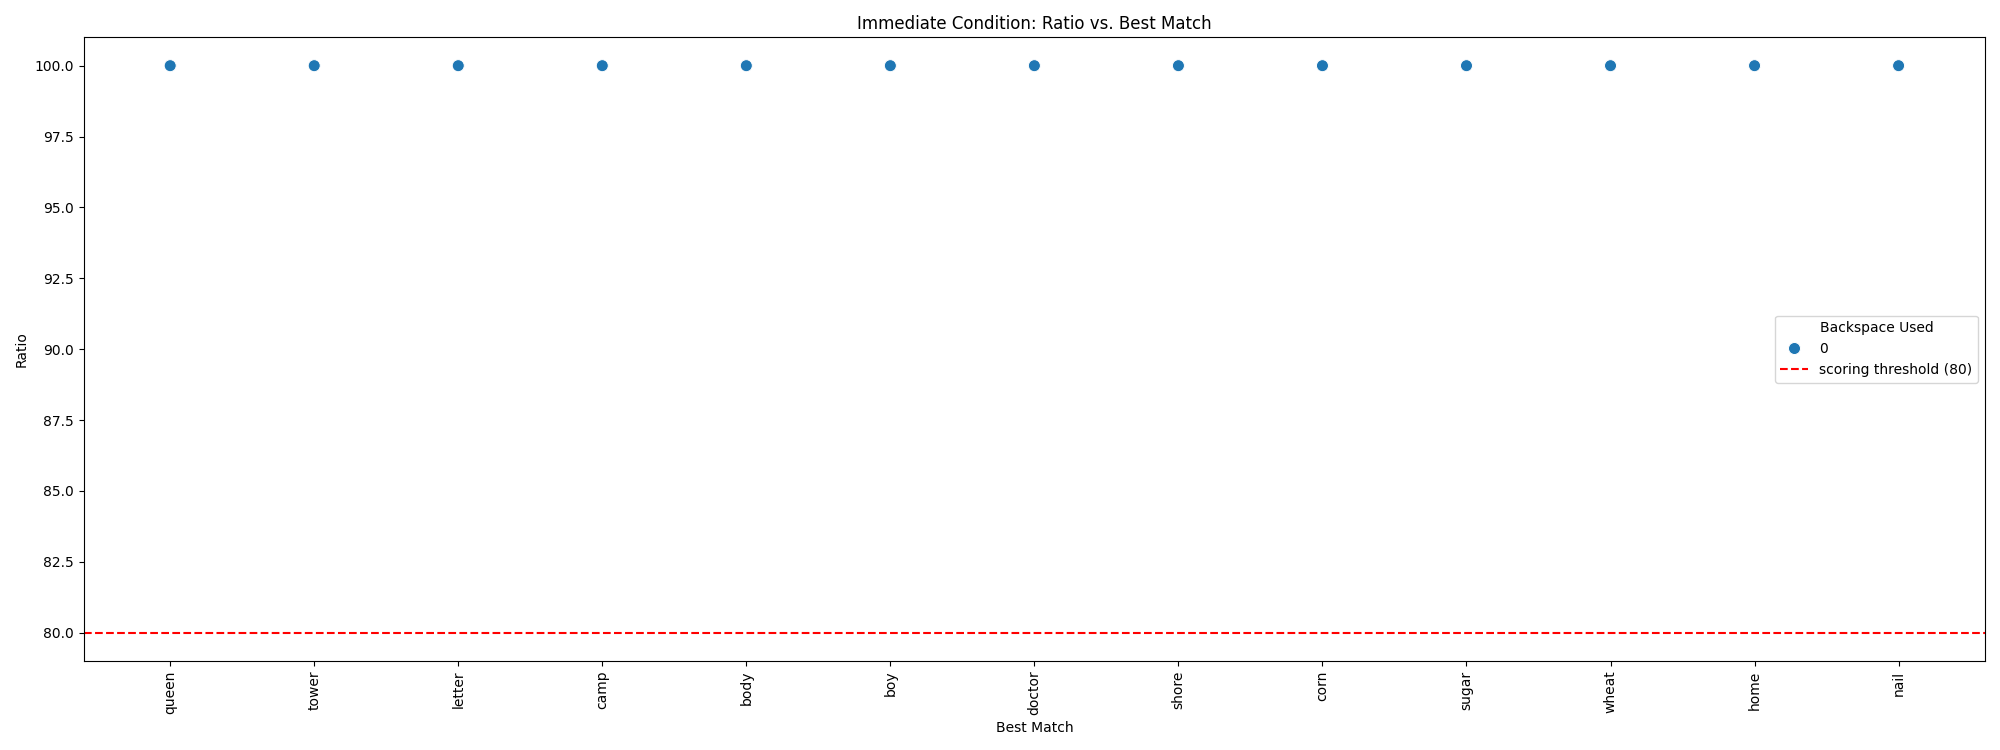 Immediate Condition: Ratio vs. Best Match
100.0
97.5
95.0
92.5
90.0
87.5
85.0
82.5
80.0
Ratio
Backspace Used
0
scoring threshold (80)
queen
tower
letter
camp
body
boy
doctor
shore
corn
sugar
wheat
home
nail
Best Match